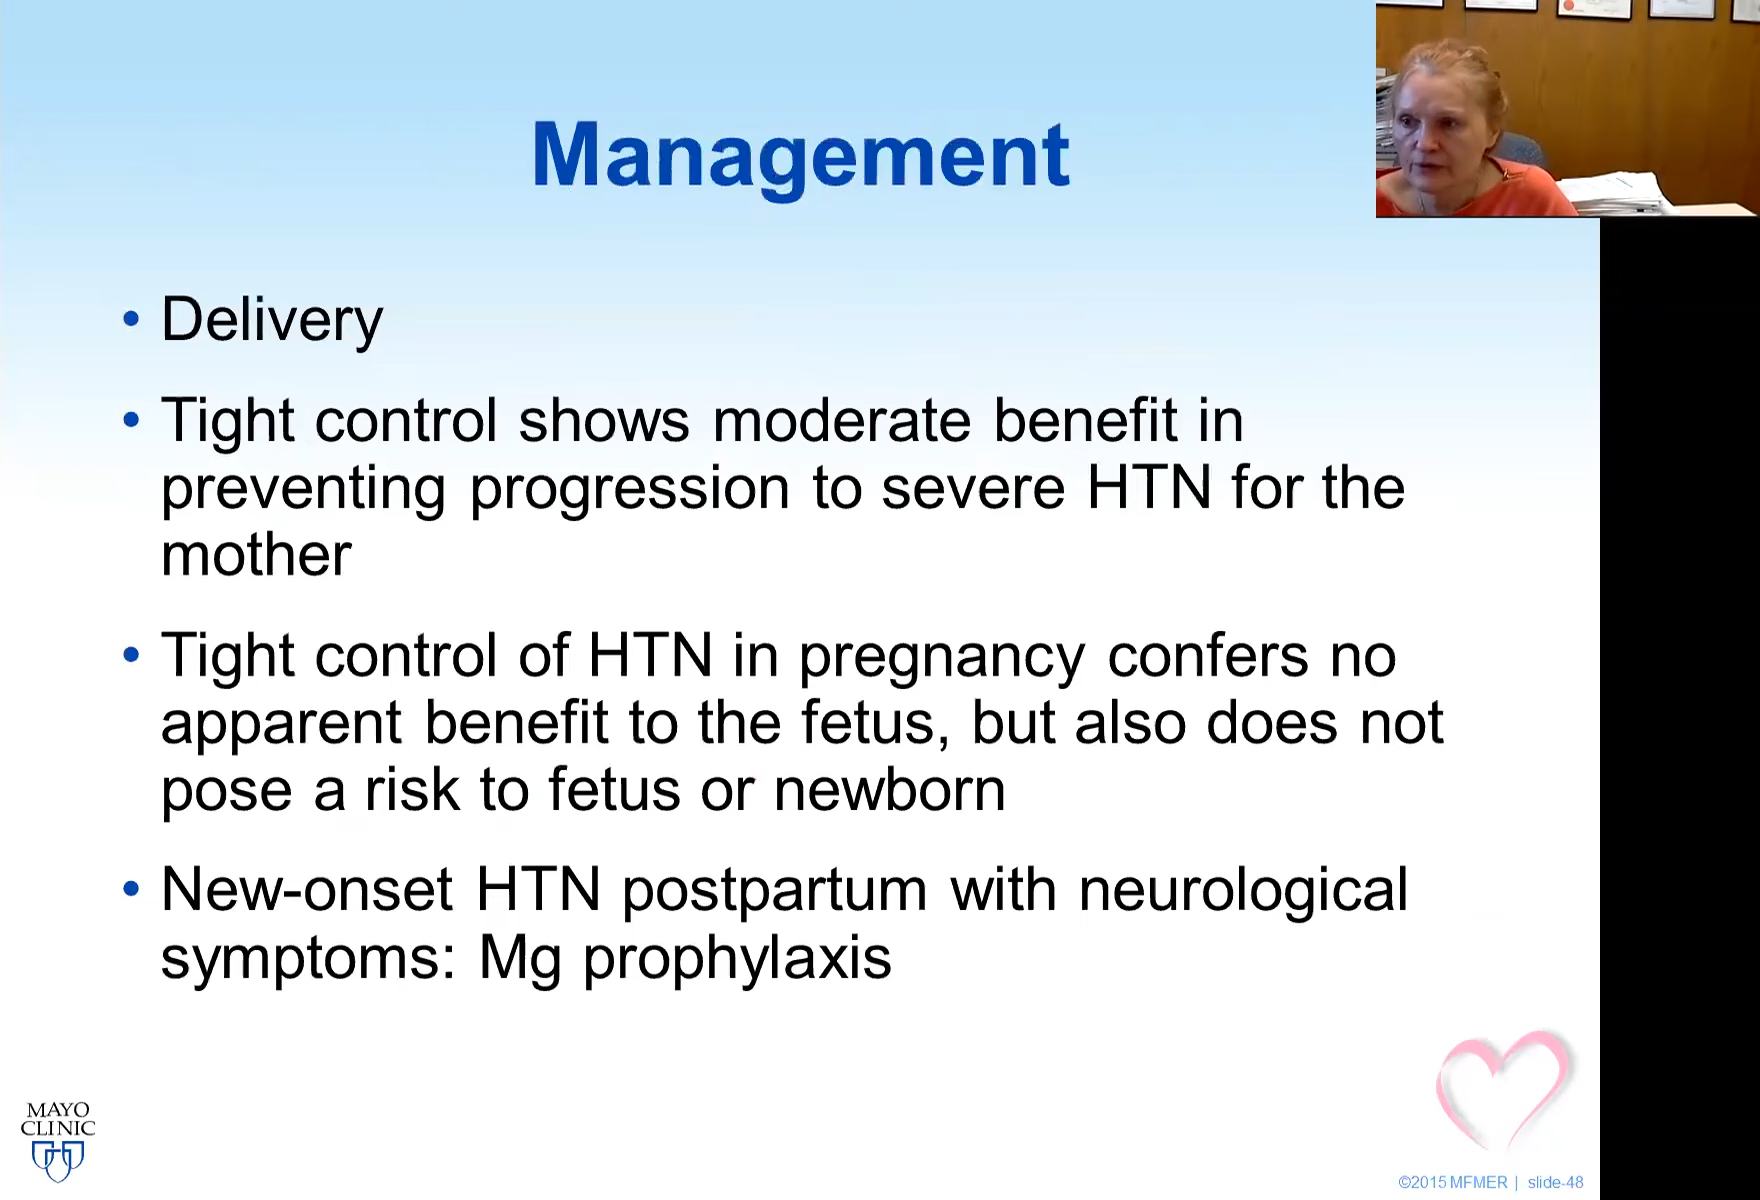 Management
• Delivery
• Tight control shows moderate benefit in
preventing progression to severe HTN for the
mother
• Tight control of HTN in pregnancy confers no
apparent benefit to the fetus, but also does not
pose a risk to fetus or newborn
• New-onset HTN postpartum with neurological
symptoms: Mg prophylaxis
MAYO
CLINIC
©2015 MFMER | slide-48